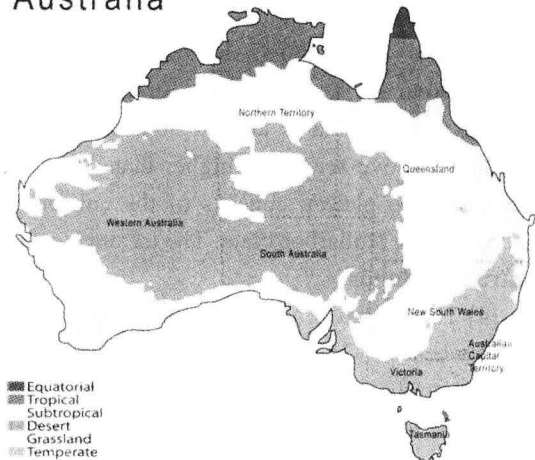 Australia
Northern Territory
Queensland
Western Australia
South Australia
New South Wales
Australian
Capital
Territory
Victoria
Tasmania
Equatorial
Tropical
Subtropical
Desert
Grassland
Temperate